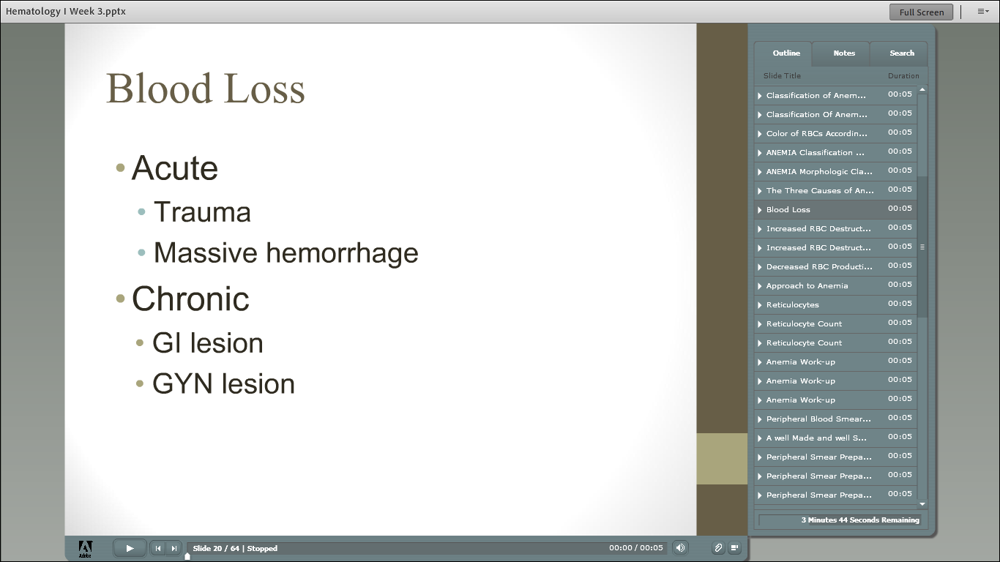 Hematology I Week 3.pptx
Full Screen
Blood Loss
• Acute
• Trauma
• Massive hemorrhage
• Chronic
• GI lesion
• GYN lesion
Outline Notes Search
Slide Title Duration
Classification of Anem... 00:05
Classification Of Anem... 00:05
Color of RBCs Accordin... 00:05
ANEMIA Classification ... 00:05
ANEMIA Morphologic Cla... 00:05
The Three Causes of An... 00:05
Blood Loss 00:05
Increased RBC Destruct... 00:05
Increased RBC Destruct... 00:05
Decreased RBC Producti... 00:05
Approach to Anemia 00:05
Reticulocytes 00:05
Reticulocyte Count 00:05
Reticulocyte Count 00:05
Anemia Work-up 00:05
Anemia Work-up 00:05
Anemia Work-up 00:05
Peripheral Blood Smear... 00:05
A well Made and well S... 00:05
Peripheral Smear Prepa... 00:05
Peripheral Smear Prepa... 00:05
Peripheral Smear Prepa... 00:05
3 Minutes 44 Seconds Remaining
Adobe
Slide 20 / 64 | Stopped 00:00 / 00:05